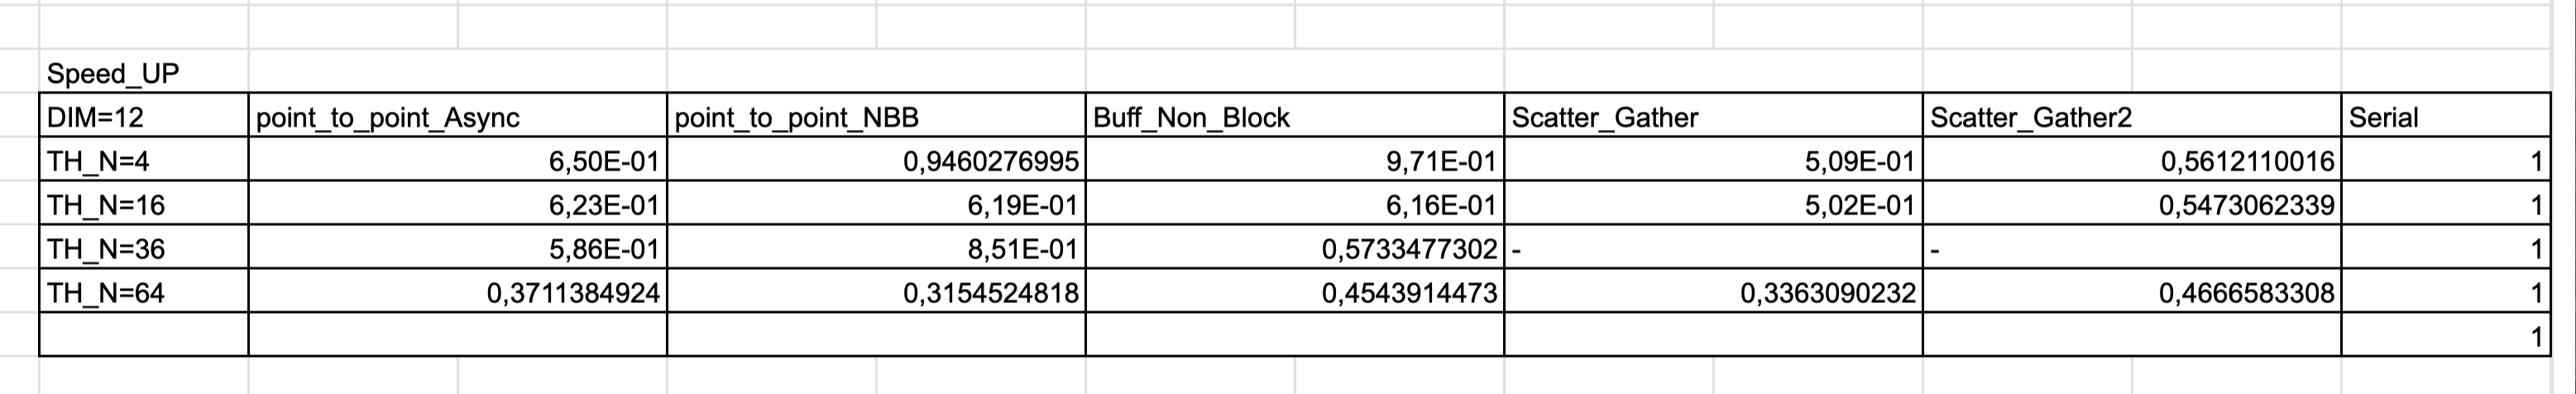 Speed_UP
DIM=12 point_to_point_Async point_to_point_NBB Buff_Non_Block Scatter_Gather Scatter_Gather2 Serial
TH_N=4 6,50E-01 0,9460276995 9,71E-01 5,09E-01 0,5612110016 1
TH_N=16 6,23E-01 6,19E-01 6,16E-01 5,02E-01 0,5473062339 1
TH_N=36 5,86E-01 8,51E-01 0,5733477302 - - 1
TH_N=64 0,3711384924 0,3154524818 0,4543914473 0,3363090232 0,4666583308 1
1